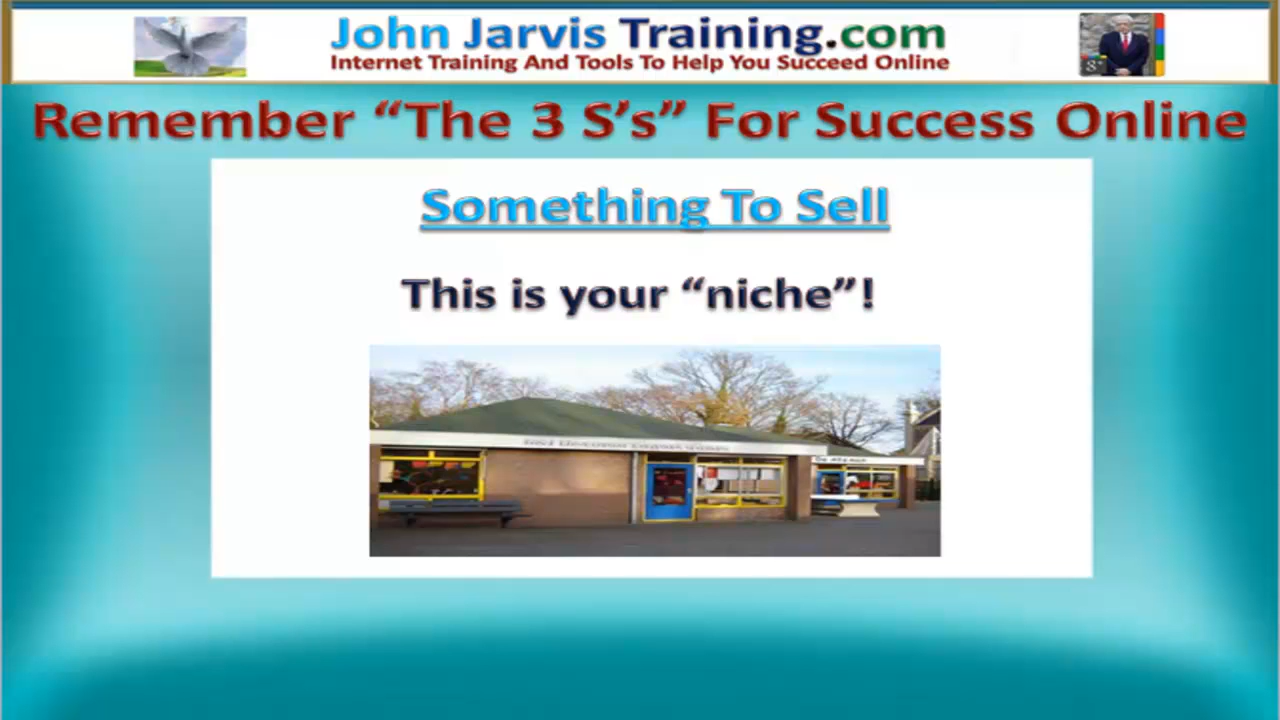 John Jarvis Training.com
Internet Training And Tools To Help You Succeed Online
Remember “The 3 S’s” For Success Online
Something To Sell
This is your “niche”!